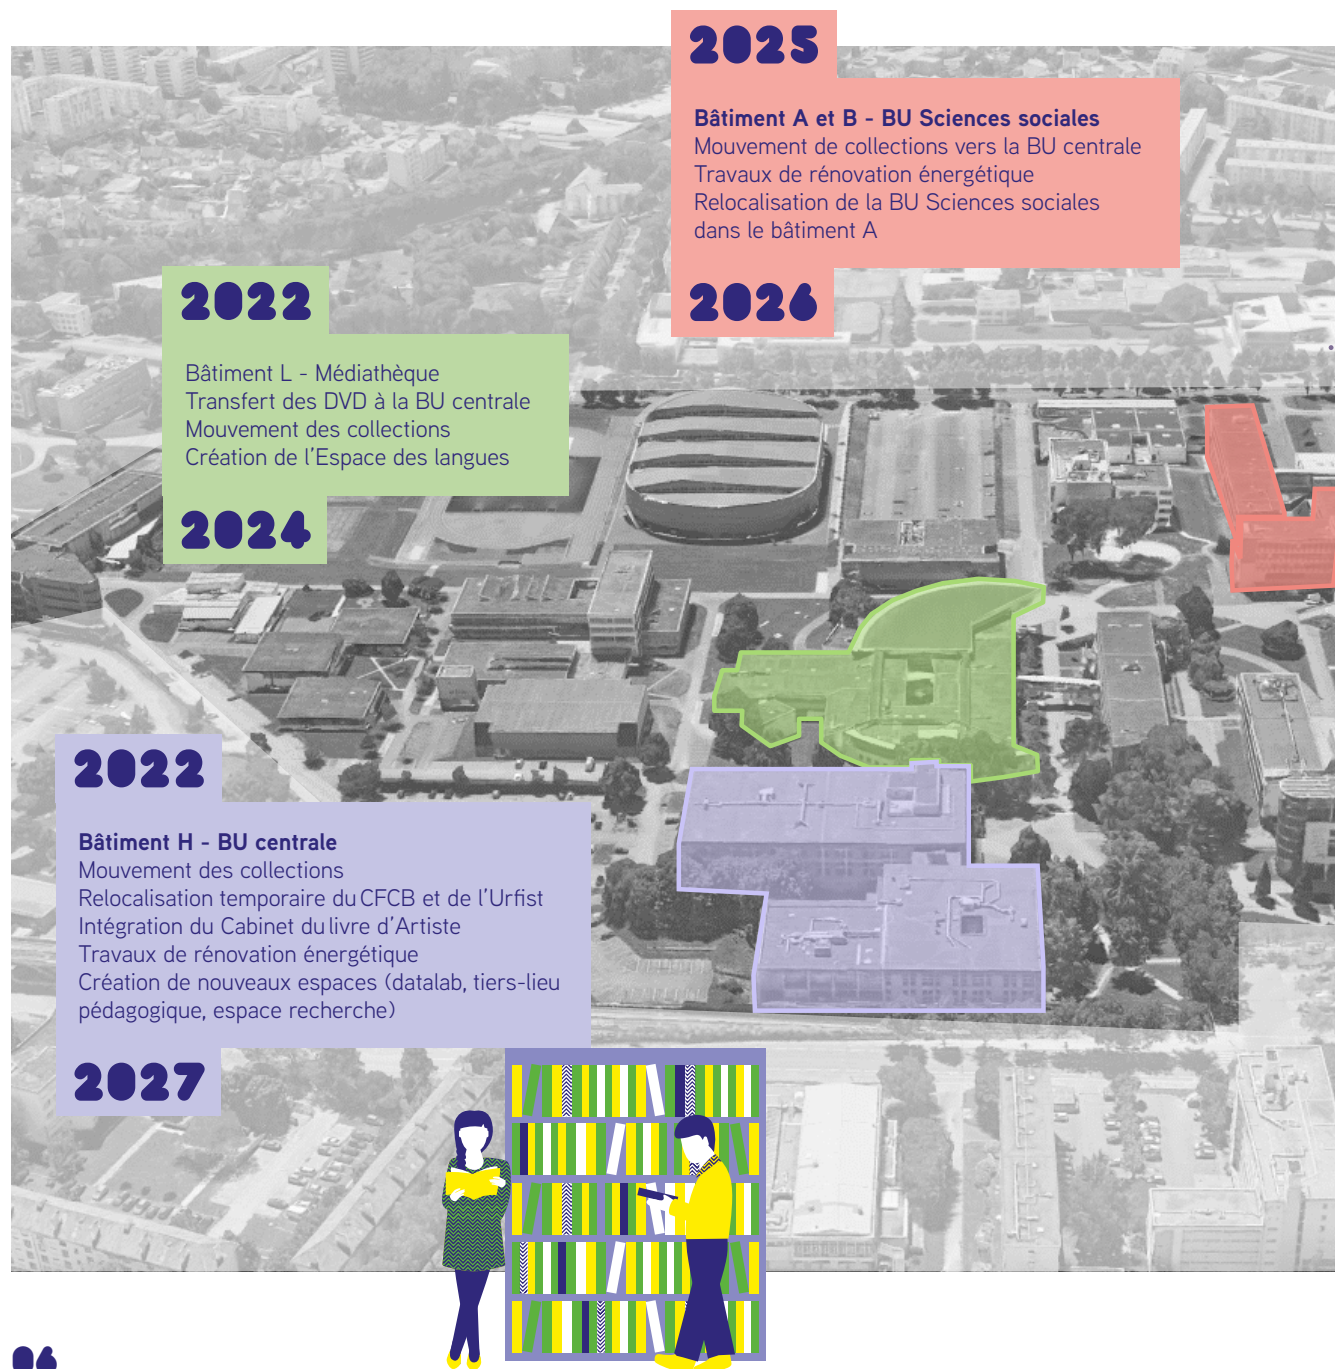 2025
Bâtiment A et B - BU Sciences sociales
Mouvement de collections vers la BU centrale
Travaux de rénovation énergétique
Relocalisation de la BU Sciences sociales
dans le bâtiment A
2026
2022
Bâtiment L - Médiathèque
Transfert des DVD à la BU centrale
Mouvement des collections
Création de l'Espace des langues
2024
2022
Bâtiment H - BU centrale
Mouvement des collections
Relocalisation temporaire du CFCB et de l'Urfist
Intégration du Cabinet du livre d'Artiste
Travaux de rénovation énergétique
Création de nouveaux espaces (datalab, tiers-lieu
pédagogique, espace recherche)
2027